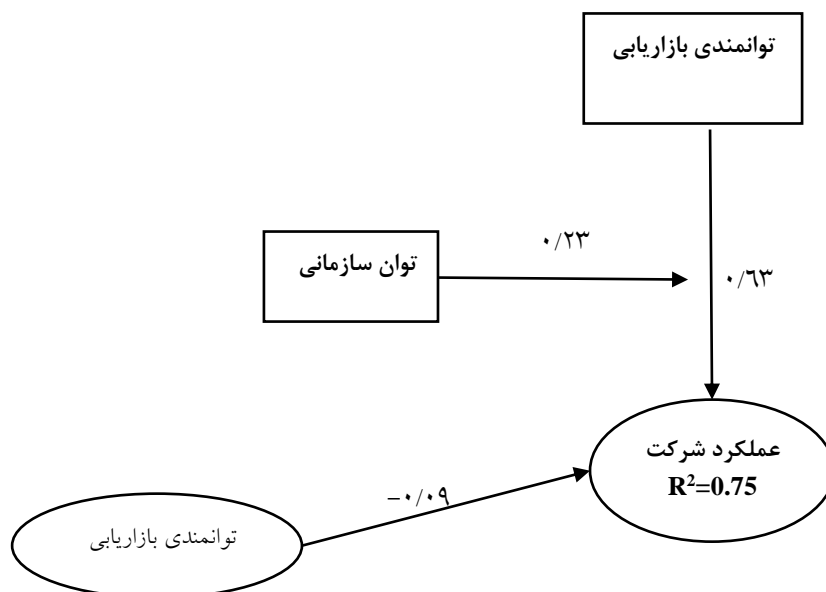 توانمندی بازاریابی
۰/۲۳
توان سازمانی
۰/۶۳
عملکرد شرکت
R²=0.75
-۰/۰۹
توانمندی بازاریابی